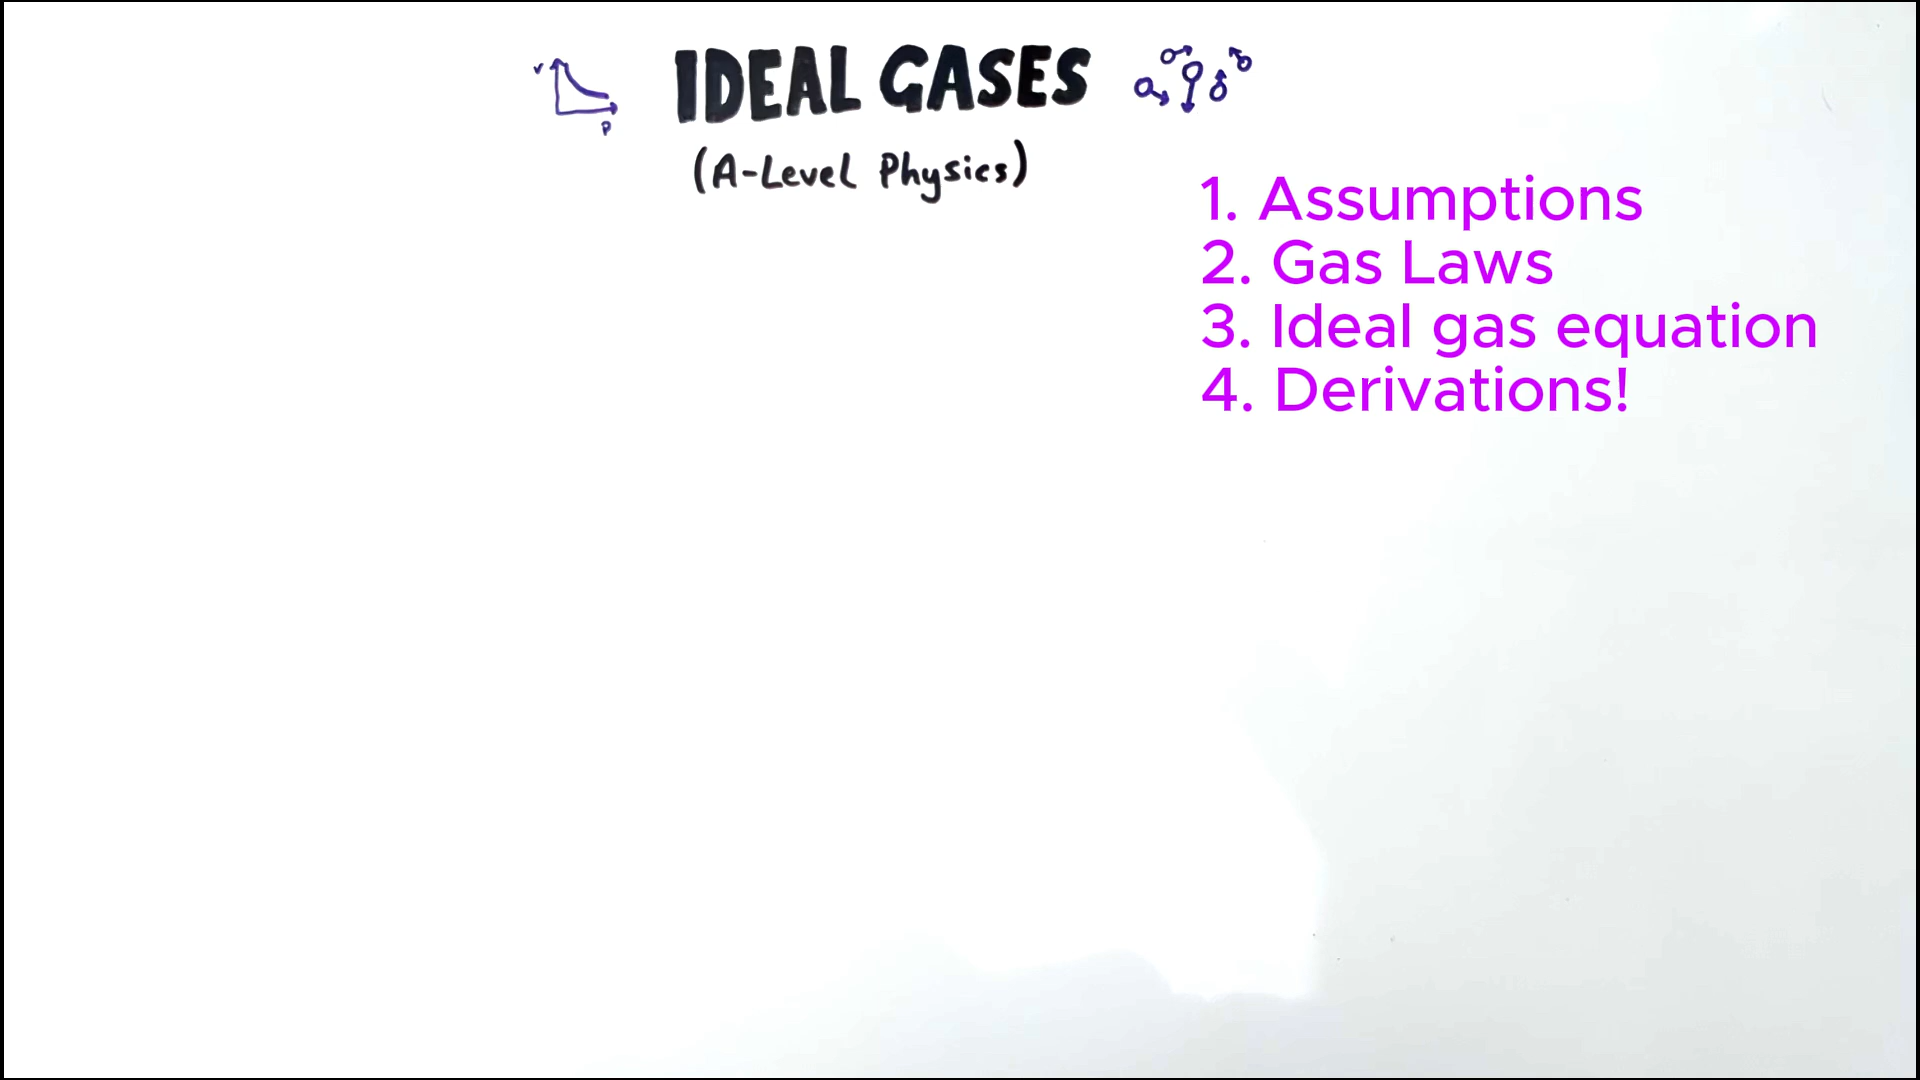 IDEAL GASES
(A-Level Physics)
V
P
1. Assumptions
2. Gas Laws
3. Ideal gas equation
4. Derivations!